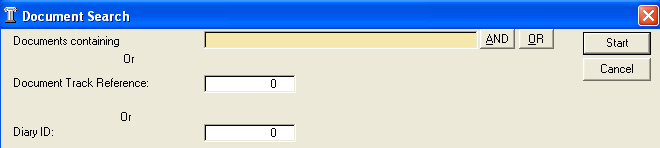 Document Search
Documents containing AND OR Start
Or
Cancel
Document Track Reference: 0
Or
Diary ID: 0